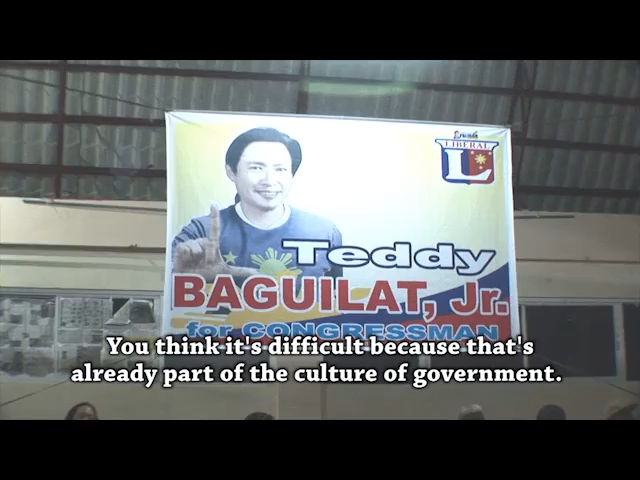 LIBERAL
L
Teddy
BAGUILAT, Jr.
for CONGRESSMAN
You think it's difficult because that's
already part of the culture of government.